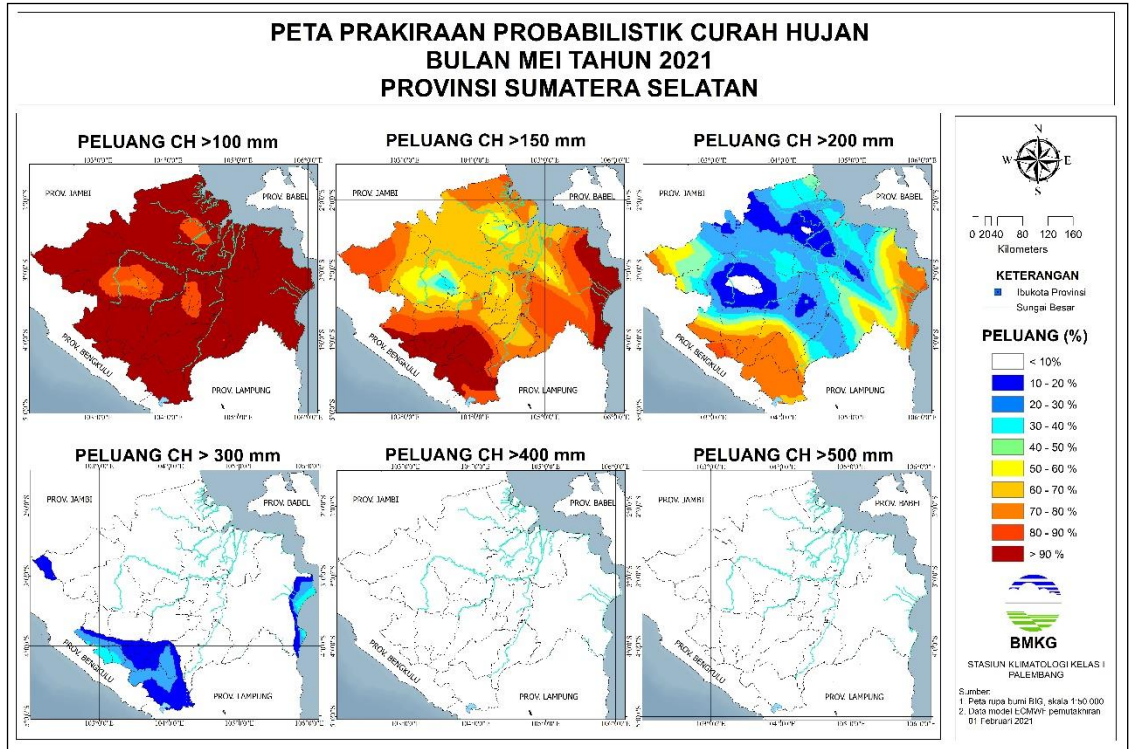 PETA PRAKIRAAN PROBABILISTIK CURAH HUJAN
BULAN MEI TAHUN 2021
PROVINSI SUMATERA SELATAN
PELUANG CH >100 mm
PROV. JAMBI
PROV. BABEL
PROV. BENGKULU
PROV. LAMPUNG
PELUANG CH >150 mm
PROV. JAMBI
PROV. BABEL
PROV. BENGKULU
PROV. LAMPUNG
PELUANG CH >200 mm
PROV. JAMBI
PROV. BABEL
PROV. BENGKULU
PROV. LAMPUNG
PELUANG CH > 300 mm
PROV. JAMBI
PROV. BABEL
PROV. BENGKULU
PROV. LAMPUNG
PELUANG CH >400 mm
PROV. JAMBI
PROV. BABEL
PROV. BENGKULU
PROV. LAMPUNG
PELUANG CH >500 mm
PROV. JAMBI
PROV. BENGKULU
PROV. LAMPUNG
N
W E
S
0 20 40 80 120 160
Kilometers
KETERANGAN
Ibukota Provinsi
Sungai Besar
PELUANG (%)
< 10%
10 - 20 %
20 - 30 %
30 - 40 %
40 - 50 %
50 - 60 %
60 - 70 %
70 - 80 %
80 - 90 %
> 90 %
BMKG
STASIUN KLIMATOLOGI KELAS I
PALEMBANG
Sumber:
1. Peta rupa bumi BIG, skala 1:50.000
2. Data model ECMWF pemutakhiran
01 Februari 2021